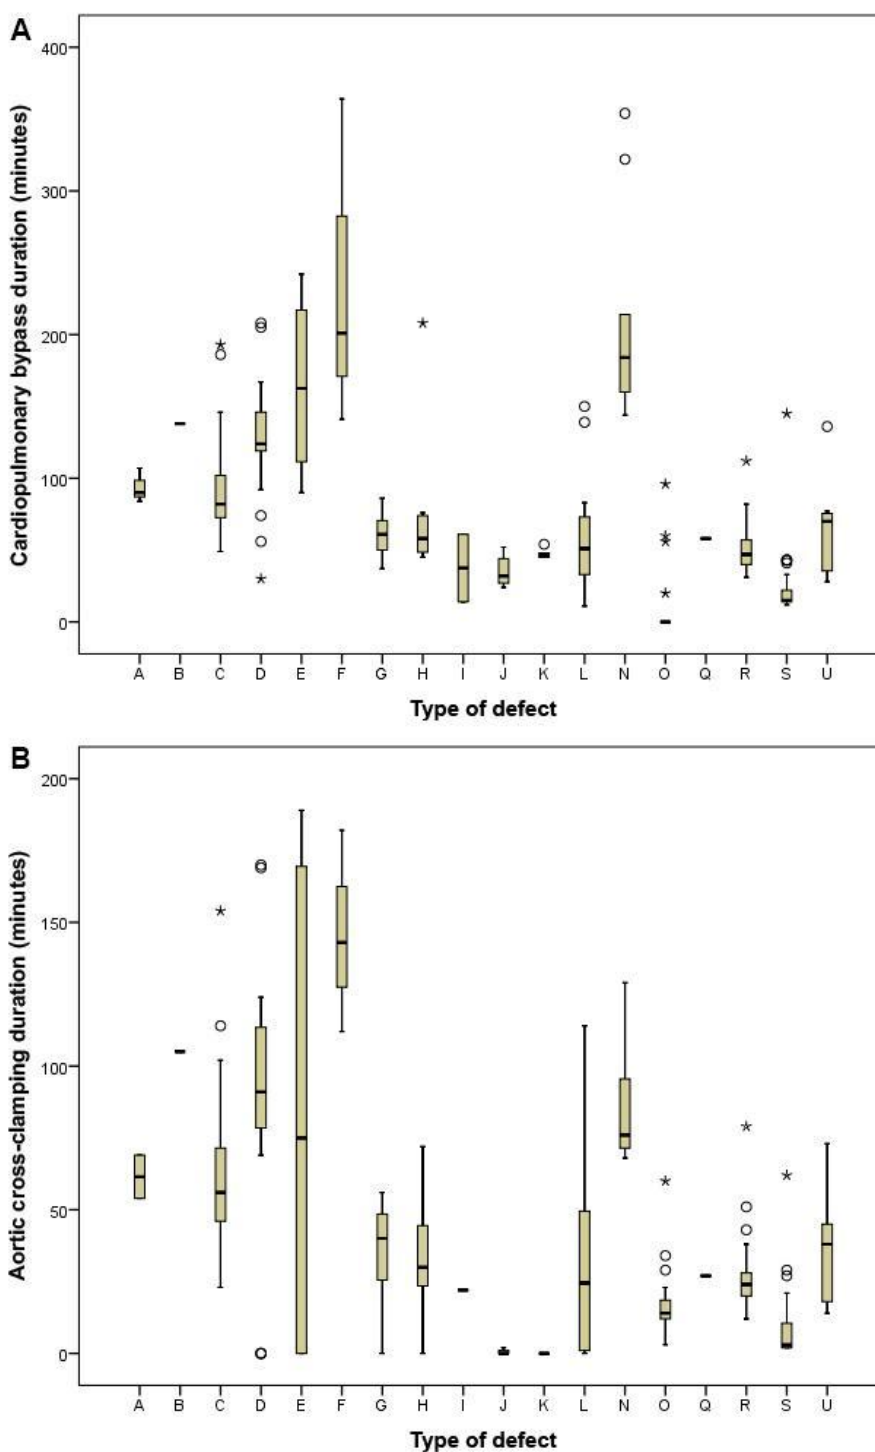 A
Cardiopulmonary bypass duration (minutes)
400
300
200
100
0
A B C D E F G H I J K L N O Q R S U
Type of defect
B
Aortic cross-clamping duration (minutes)
200
150
100
50
0
A B C D E F G H I J K L N O Q R S U
Type of defect